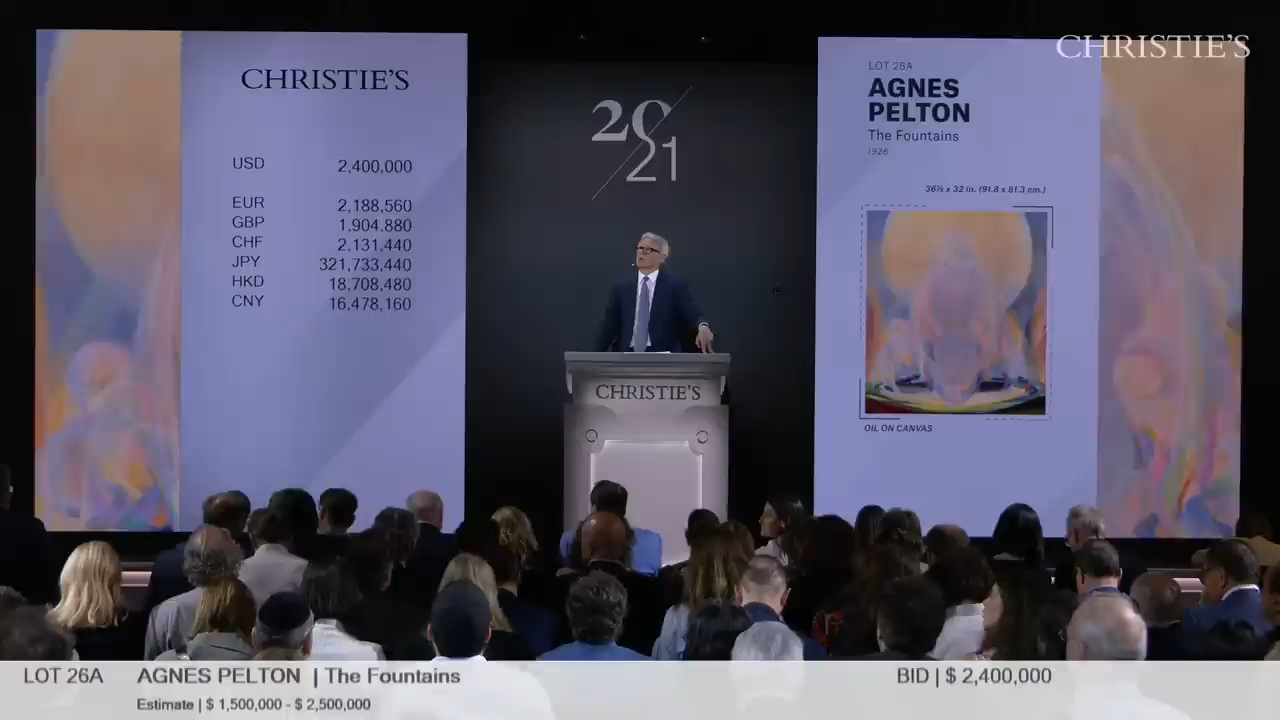 CHRISTIE'S
USD 2,400,000
EUR 2,188,560
GBP 1,904,880
CHF 2,131,440
JPY 321,733,440
HKD 18,708,480
CNY 16,478,160
20
21
CHRISTIE'S
CHRISTIE'S
LOT 26A
AGNES
PELTON
The Fountains
1926
36⅛ x 32 in. (91.8 x 81.3 cm.)
OIL ON CANVAS
LOT 26A AGNES PELTON | The Fountains BID | $ 2,400,000
Estimate | $ 1,500,000 - $ 2,500,000